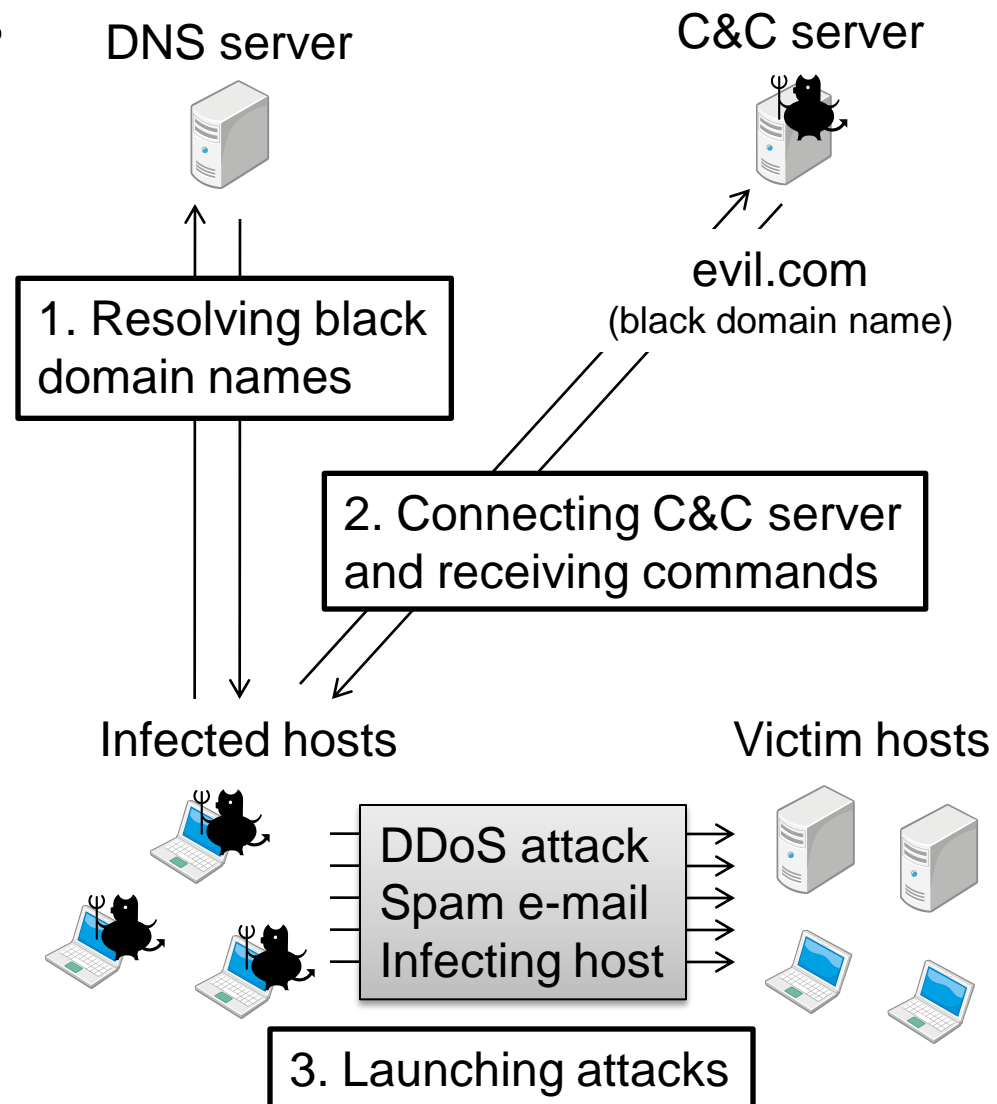 DNS server
C&C server
evil.com
(black domain name)
1. Resolving black
domain names
2. Connecting C&C server
and receiving commands
Infected hosts
Victim hosts
DDoS attack
Spam e-mail
Infecting host
3. Launching attacks